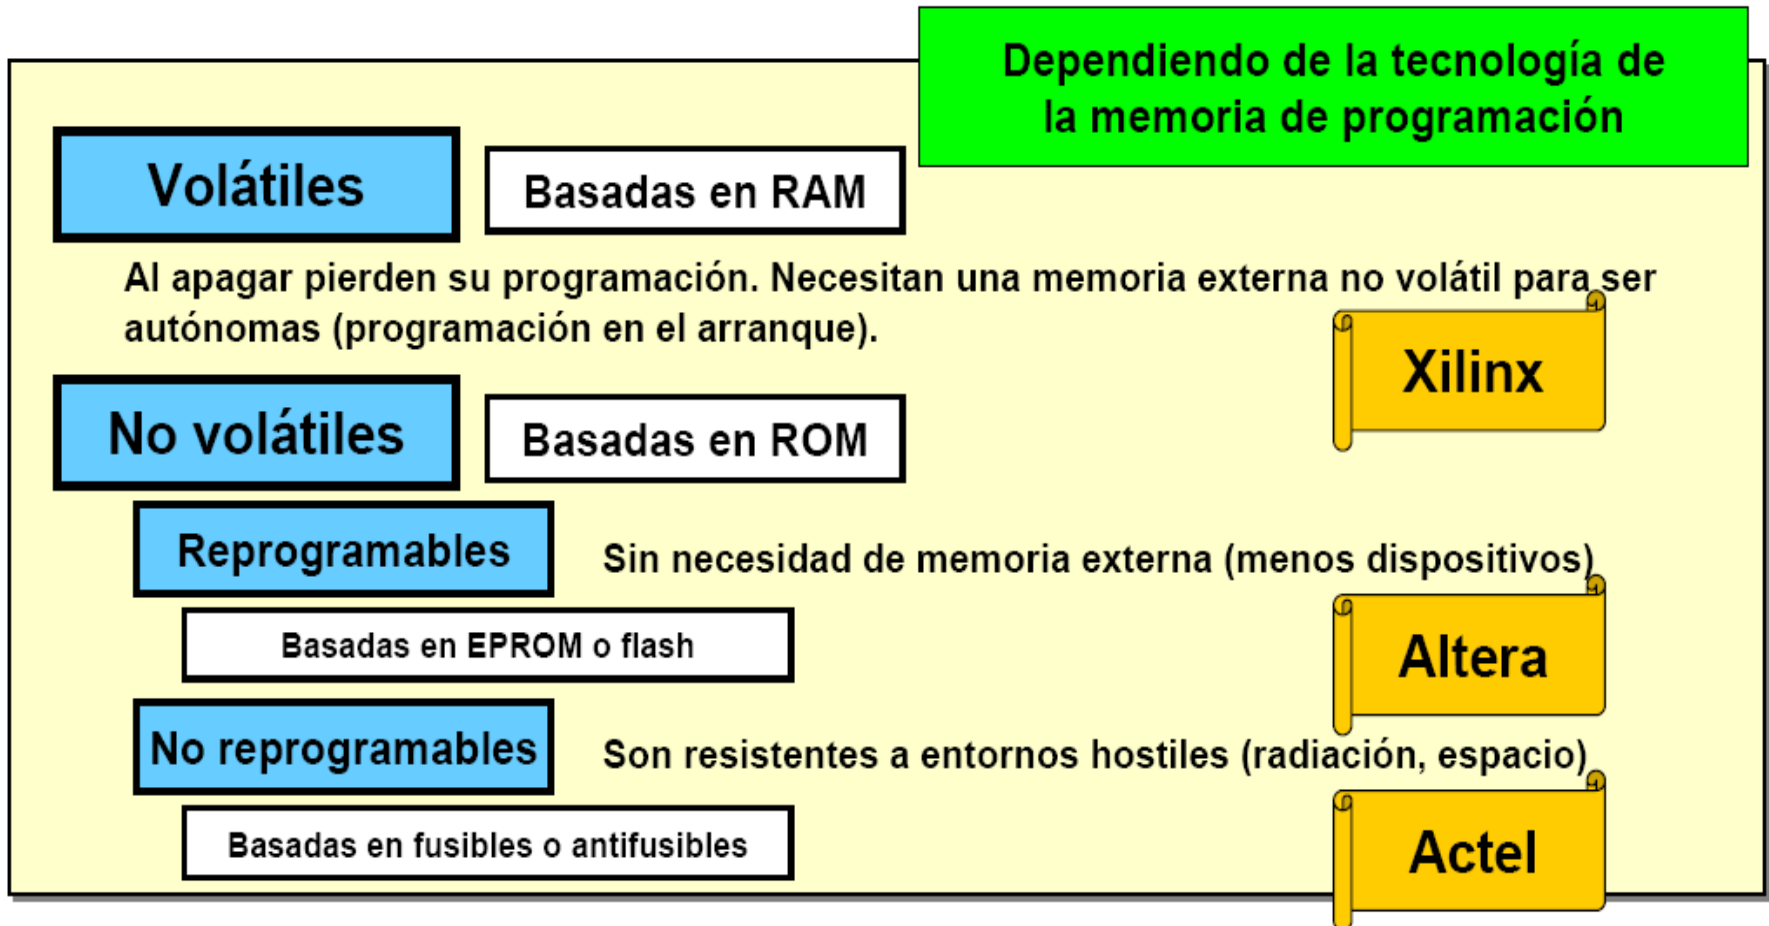 Dependiendo de la tecnología de
la memoria de programación
Volátiles
Basadas en RAM
Al apagar pierden su programación. Necesitan una memoria externa no volátil para ser
autónomas (programación en el arranque).
Xilinx
No volátiles
Basadas en ROM
Reprogramables
Sin necesidad de memoria externa (menos dispositivos)
Basadas en EPROM o flash
Altera
No reprogramables
Son resistentes a entornos hostiles (radiación, espacio)
Basadas en fusibles o antifusibles
Actel